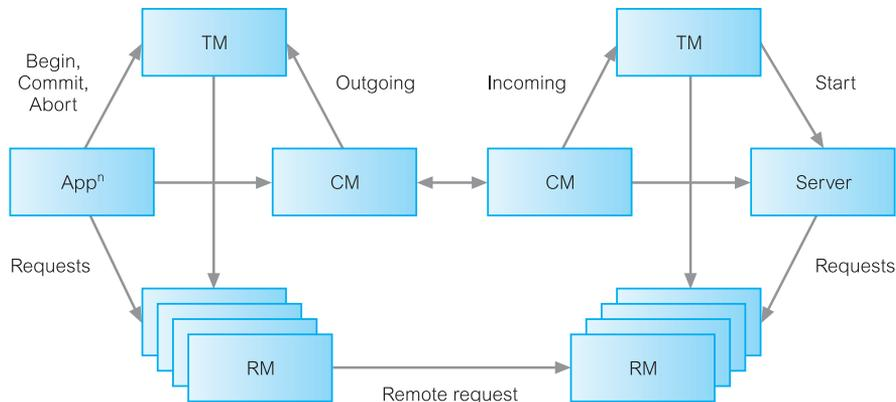 TM
TM
Begin,
Commit,
Abort
Outgoing
Incoming
Start
Appⁿ
CM
CM
Server
Requests
Requests
RM
RM
Remote request